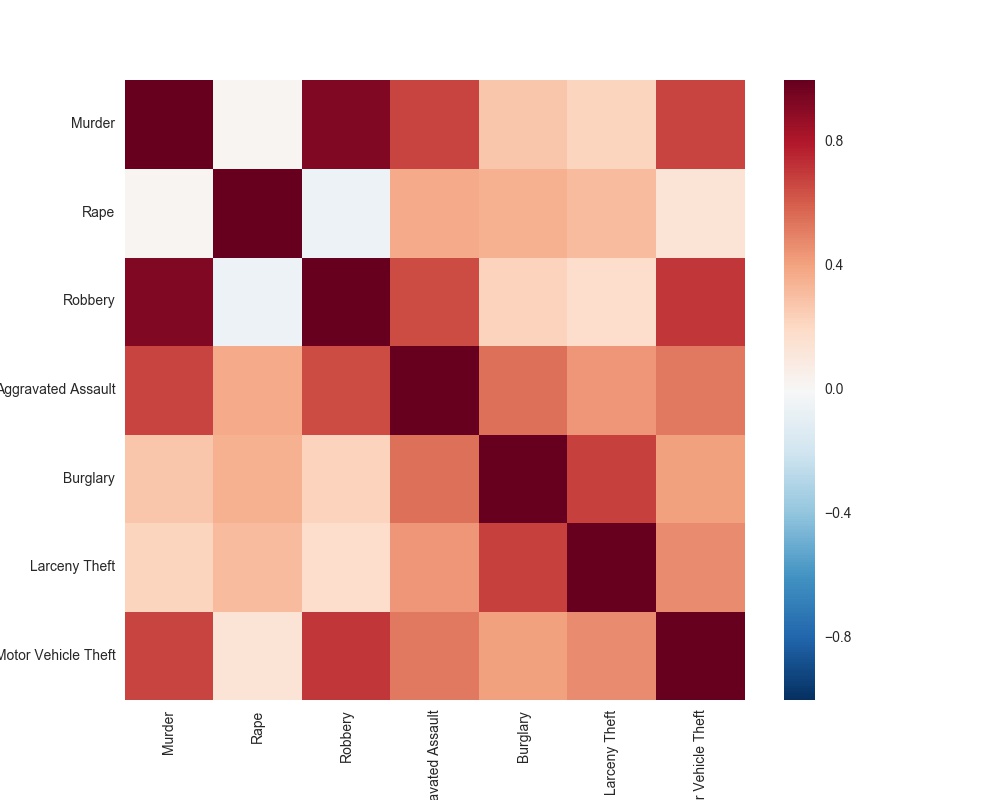 Murder
Rape
Robbery
Aggravated Assault
Burglary
Larceny Theft
Motor Vehicle Theft
0.8
0.4
0.0
−0.4
−0.8
Murder
Rape
Robbery
avated Assault
Burglary
Larceny Theft
r Vehicle Theft